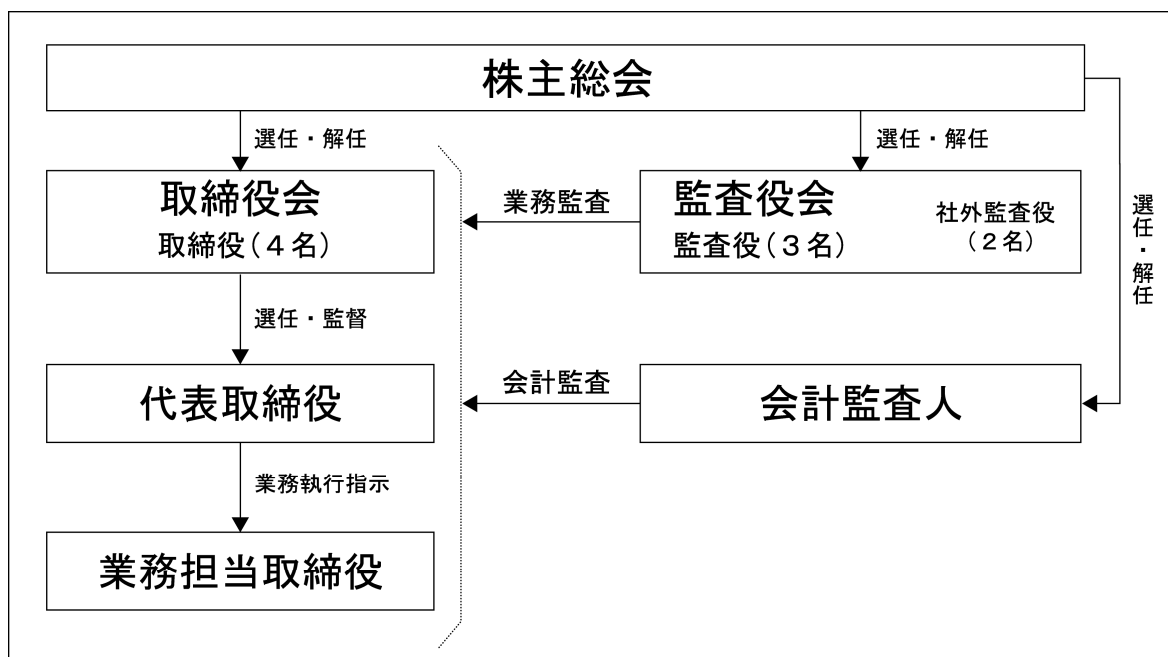 株主総会
選任・解任
選任・解任
取締役会
取締役(4名)
業務監査
監査役会
監査役(3名)
社外監査役
(2名)
選任・解任
選任・監督
代表取締役
会計監査
会計監査人
業務執行指示
業務担当取締役